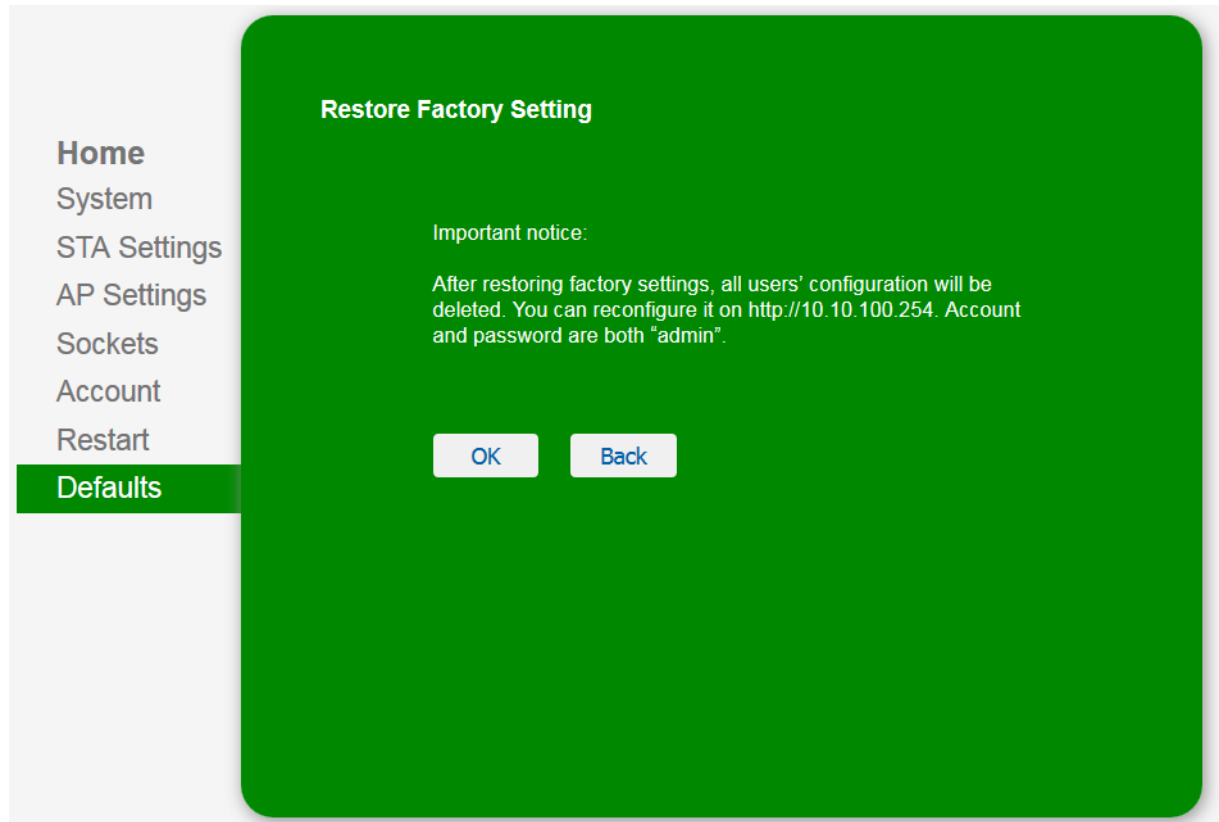 Restore Factory Setting
Home
System
STA Settings
AP Settings
Sockets
Account
Restart
Defaults
Important notice:
After restoring factory settings, all users’ configuration will be
deleted. You can reconfigure it on http://10.10.100.254. Account
and password are both “admin”.
OK
Back